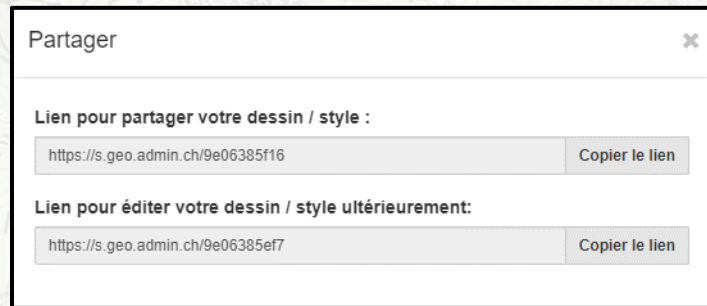 Partager
Lien pour partager votre dessin / style :
https://s.geo.admin.ch/9e06385f16 Copier le lien
Lien pour éditer votre dessin / style ultérieurement:
https://s.geo.admin.ch/9e06385ef7 Copier le lien